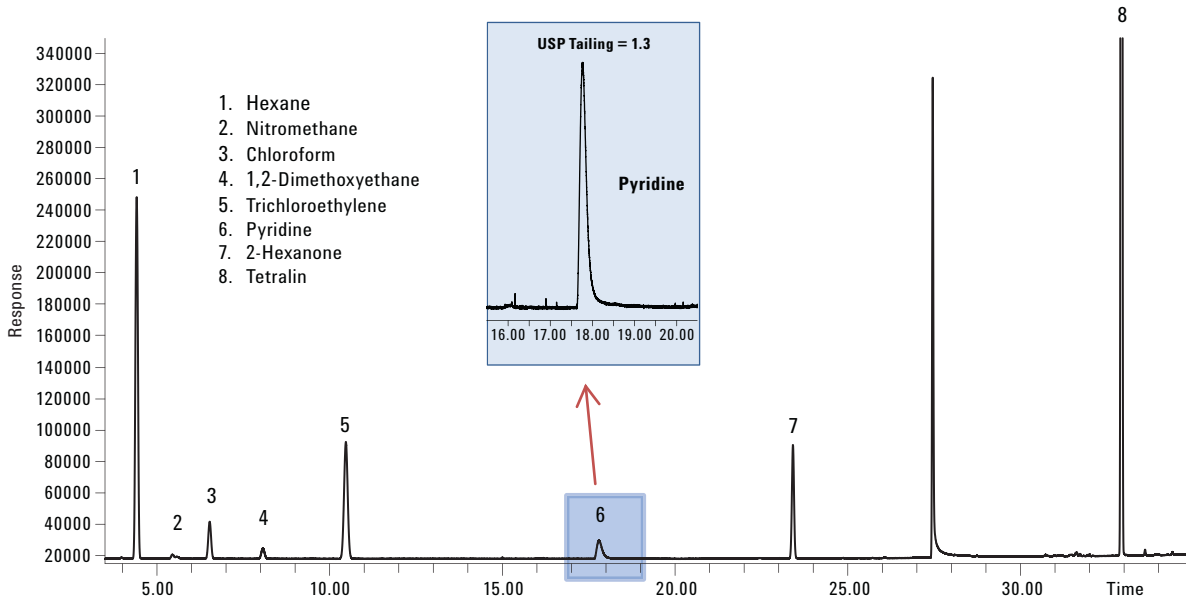 8
USP Tailing = 1.3
340000
320000
1. Hexane
300000
2. Nitromethane
280000
3. Chloroform
260000
4. 1,2-Dimethoxyethane
1
Pyridine
240000
5. Trichloroethylene
220000
6. Pyridine
7. 2-Hexanone
200000
8. Tetralin
180000
160000
16.00 17.00 18.00 19.00 20.00
140000
120000
100000
5
7
80000
60000
6
3
2
4
40000
20000
Response
5.00 10.00 15.00 20.00 25.00 30.00 Time